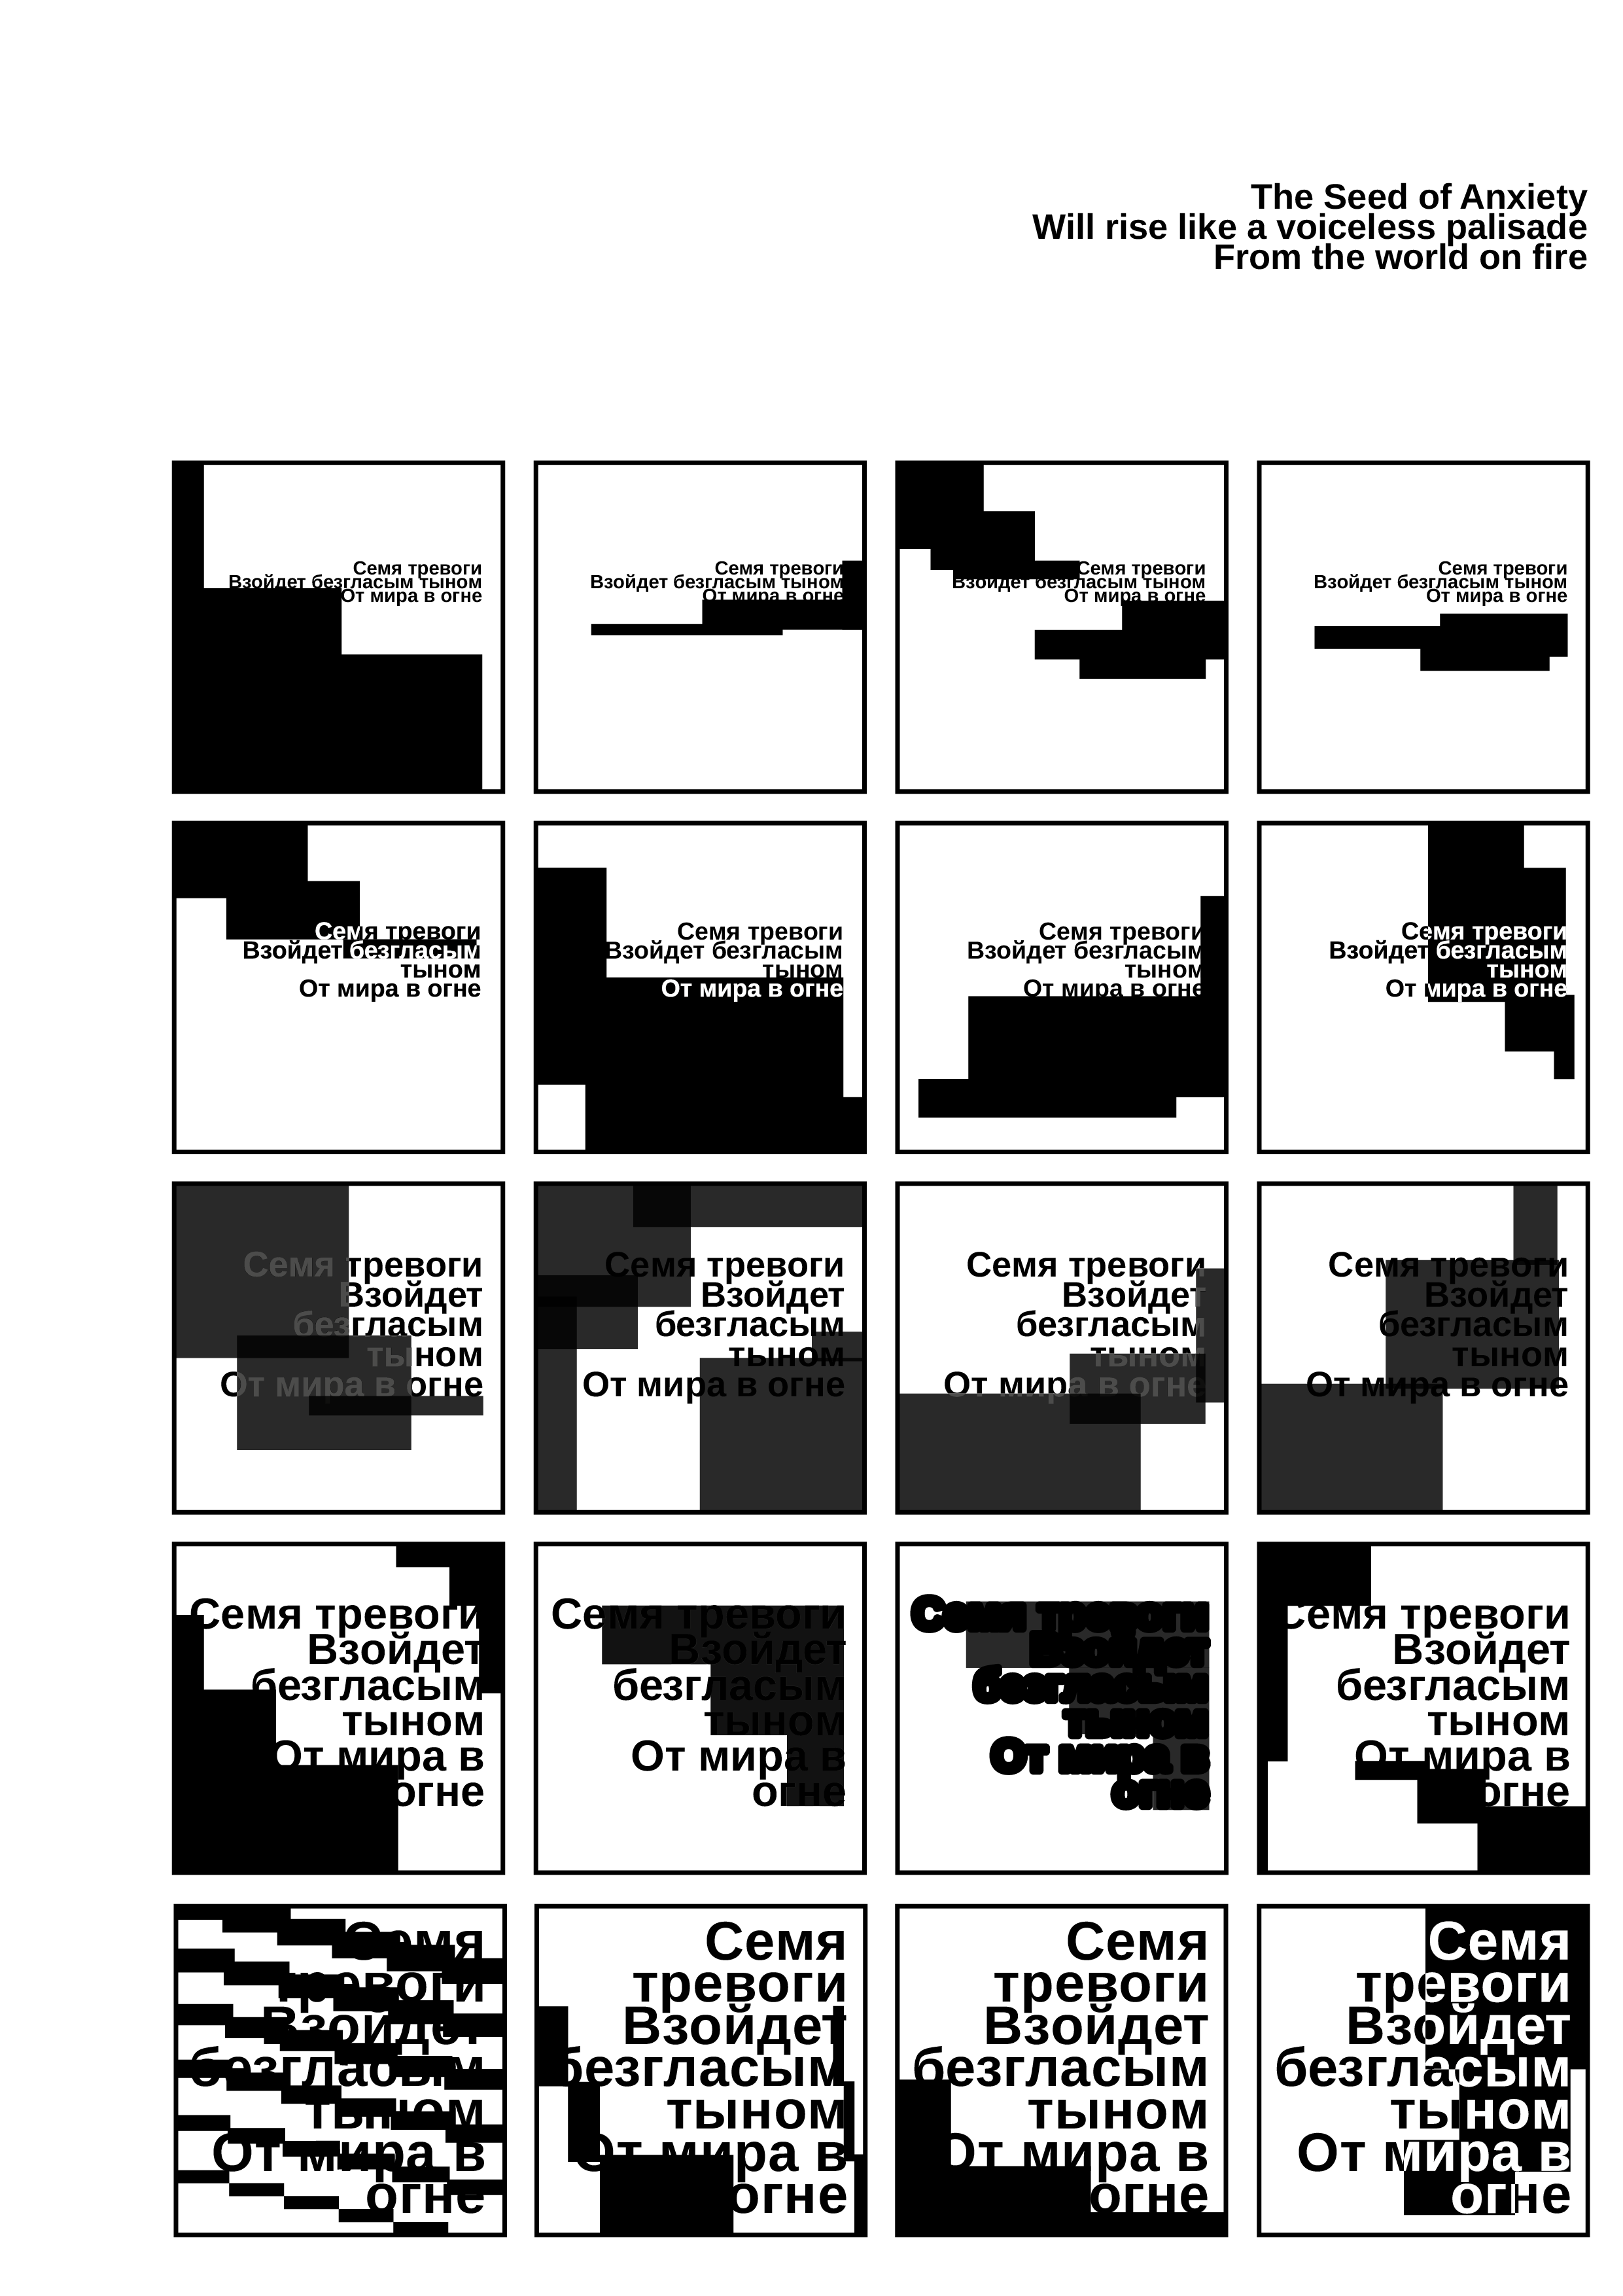 The Seed of Anxiety
Will rise like a voiceless palisade
From the world on fire
Семя тревоги
Взойдет безгласым тыном
От мира в огне
Семя тревоги
Взойдет безгласым тыном
От мира в огне
Семя тревоги
Взойдет безгласым тыном
От мира в огне
Семя тревоги
Взойдет безгласым тыном
От мира в огне
Семя тревоги
Взойдет безгласым
тыном
От мира в огне
Семя тревоги
Взойдет безгласым
тыном
От мира в огне
Семя тревоги
Взойдет безгласым
тыном
От мира в огне
Семя тревоги
Взойдет безгласым
тыном
От мира в огне
Семя тревоги
Взойдет
безгласым
тыном
От мира в огне
Семя тревоги
Взойдет
безгласым
тыном
От мира в огне
Семя тревоги
Взойдет
безгласым
тыном
От мира в огне
Семя тревоги
Взойдет
безгласым
тыном
От мира в огне
Семя тревоги
Взойдет
безгласым
тыном
От мира в
огне
Семя тревоги
Взойдет
безгласым
тыном
От мира в
огне
Семя тревоги
Взойдет
безгласым
тыном
От мира в
огне
Семя тревоги
Взойдет
безгласым
тыном
От мира в
огне
Семя
тревоги
Взойдет
безгласым
тыном
От мира в
огне
Семя
тревоги
Взойдет
безгласым
тыном
От мира в
огне
Семя
тревоги
Взойдет
безгласым
тыном
От мира в
огне
Семя
тревоги
Взойдет
безгласым
тыном
От мира в
огне